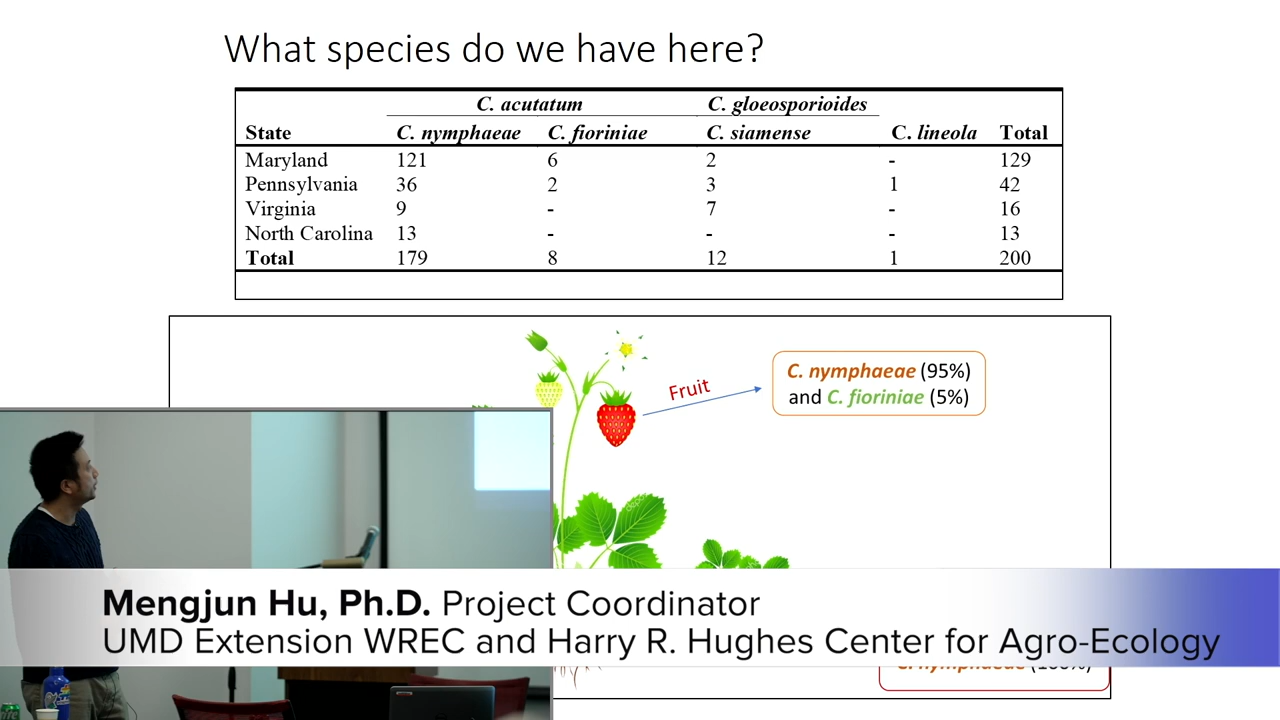 What species do we have here?
C. acutatum C. gloeosporioides
State C. nymphaeae C. fioriniae C. siamense C. lineola Total
Maryland 121 6 2 - 129
Pennsylvania 36 2 3 1 42
Virginia 9 - 7 - 16
North Carolina 13 - - - 13
Total 179 8 12 1 200
Fruit
C. nymphaeae (95%)
and C. fioriniae (5%)
Mengjun Hu, Ph.D. Project Coordinator
UMD Extension WREC and Harry R. Hughes Center for Agro-Ecology